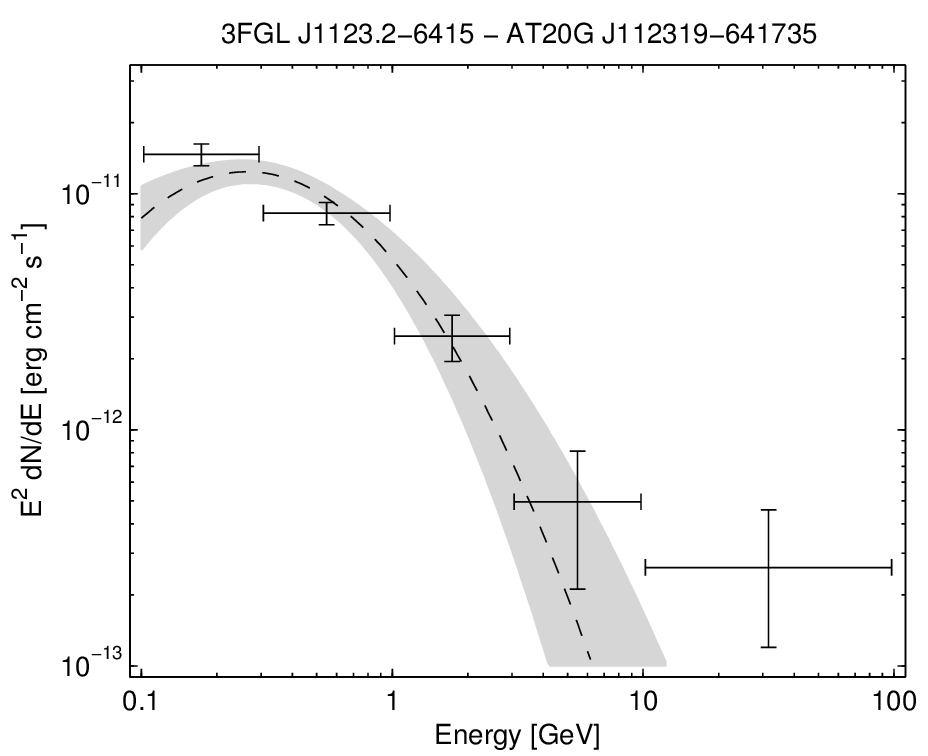 3FGL J1123.2−6415 − AT20G J112319−641735
E² dN/dE [erg cm⁻² s⁻¹]
10⁻¹¹
10⁻¹²
10⁻¹³
0.1 1 10 100
Energy [GeV]